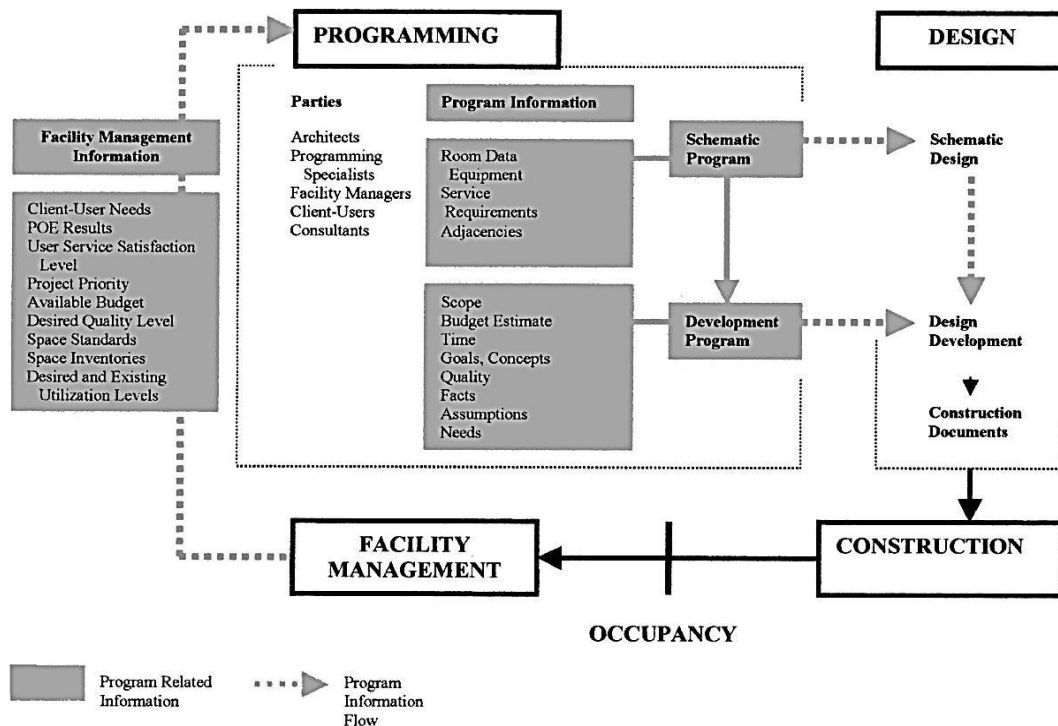 PROGRAMMING
DESIGN
Parties
Architects
Programming
Specialists
Facility Managers
Client-Users
Consultants
Program Information
Room Data
Equipment
Service
Requirements
Adjacencies
Scope
Budget Estimate
Time
Goals, Concepts
Quality
Facts
Assumptions
Needs
Schematic
Program
Development
Program
Schematic
Design
Design
Development
Construction
Documents
Facility Management
Information
Client-User Needs
POE Results
User Service Satisfaction
Level
Project Priority
Available Budget
Desired Quality Level
Space Standards
Space Inventories
Desired and Existing
Utilization Levels
FACILITY
MANAGEMENT
CONSTRUCTION
OCCUPANCY
Program Related
Information
Program
Information
Flow